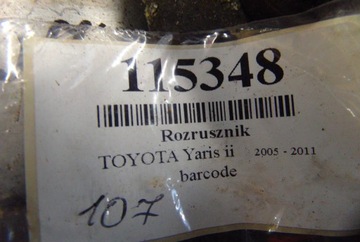 115348
Rozrusznik
TOYOTA Yaris ii 2005 - 2011
barcode
107